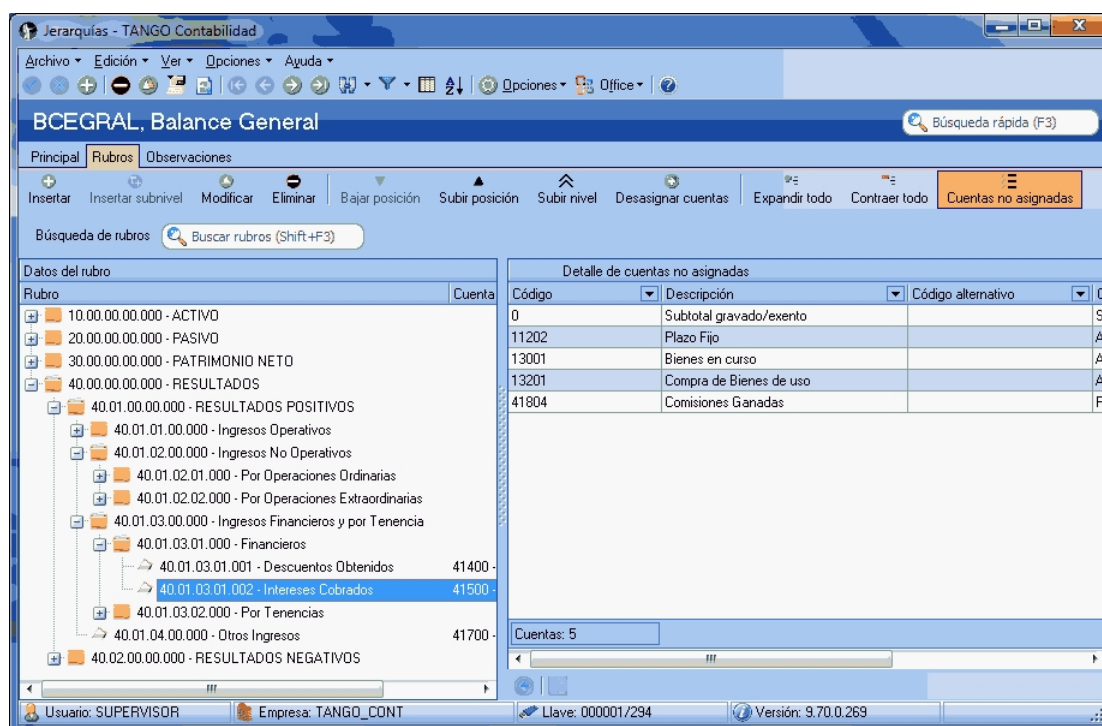 Jerarquías - TANGO Contabilidad
Archivo Edición Ver Opciones Ayuda
Opciones Office
BCEGRAL, Balance General
Búsqueda rápida (F3)
Principal Rubros Observaciones
Insertar Insertar subnivel Modificar Eliminar Bajar posición Subir posición Subir nivel Desasignar cuentas Expandir todo Contraer todo Cuentas no asignadas
Búsqueda de rubros Buscar rubros (Shift+F3)
Datos del rubro
Rubro Cuenta
10.00.00.00.000 - ACTIVO
20.00.00.00.000 - PASIVO
30.00.00.00.000 - PATRIMONIO NETO
40.00.00.00.000 - RESULTADOS
40.01.00.00.000 - RESULTADOS POSITIVOS
40.01.01.00.000 - Ingresos Operativos
40.01.02.00.000 - Ingresos No Operativos
40.01.02.01.000 - Por Operaciones Ordinarias
40.01.02.02.000 - Por Operaciones Extraordinarias
40.01.03.00.000 - Ingresos Financieros y por Tenencia
40.01.03.01.000 - Financieros
40.01.03.01.001 - Descuentos Obtenidos 41400 -
40.01.03.01.002 - Intereses Cobrados 41500 -
40.01.03.02.000 - Por Tenencias
40.01.04.00.000 - Otros Ingresos 41700 -
40.02.00.00.000 - RESULTADOS NEGATIVOS
Detalle de cuentas no asignadas
Código Descripción Código alternativo
0 Subtotal gravado/exento
11202 Plazo Fijo
13001 Bienes en curso
13201 Compra de Bienes de uso
41804 Comisiones Ganadas
Cuentas: 5
Usuario: SUPERVISOR Empresa: TANGO_CONT Llave: 000001/294 Versión: 9.70.0.269